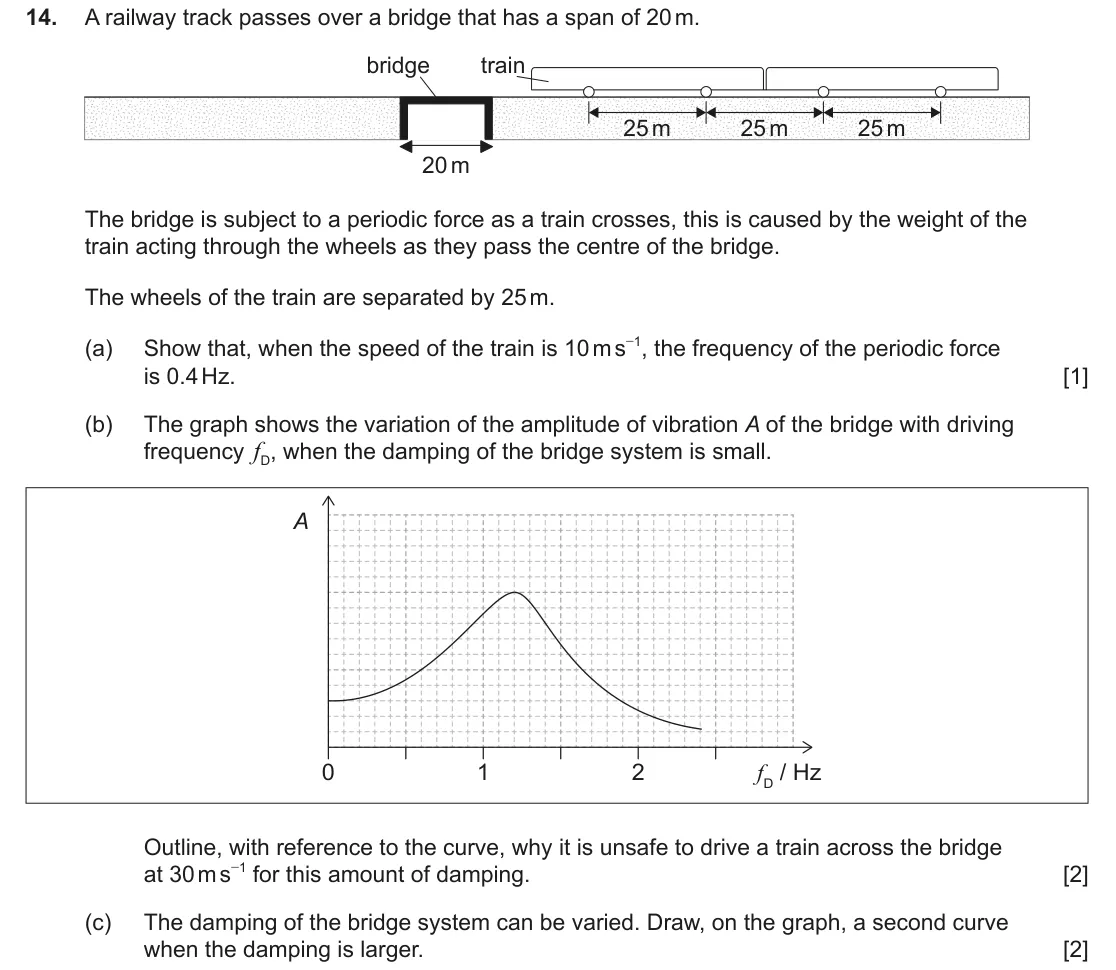 14. A railway track passes over a bridge that has a span of 20 m.
bridge train
25 m 25 m 25 m
20 m
The bridge is subject to a periodic force as a train crosses, this is caused by the weight of the
train acting through the wheels as they pass the centre of the bridge.
The wheels of the train are separated by 25 m.
(a) Show that, when the speed of the train is 10 m s⁻¹, the frequency of the periodic force
is 0.4 Hz. [1]
(b) The graph shows the variation of the amplitude of vibration A of the bridge with driving
frequency f_D, when the damping of the bridge system is small.
A
0 1 2 f_D / Hz
Outline, with reference to the curve, why it is unsafe to drive a train across the bridge
at 30 m s⁻¹ for this amount of damping. [2]
(c) The damping of the bridge system can be varied. Draw, on the graph, a second curve
when the damping is larger. [2]